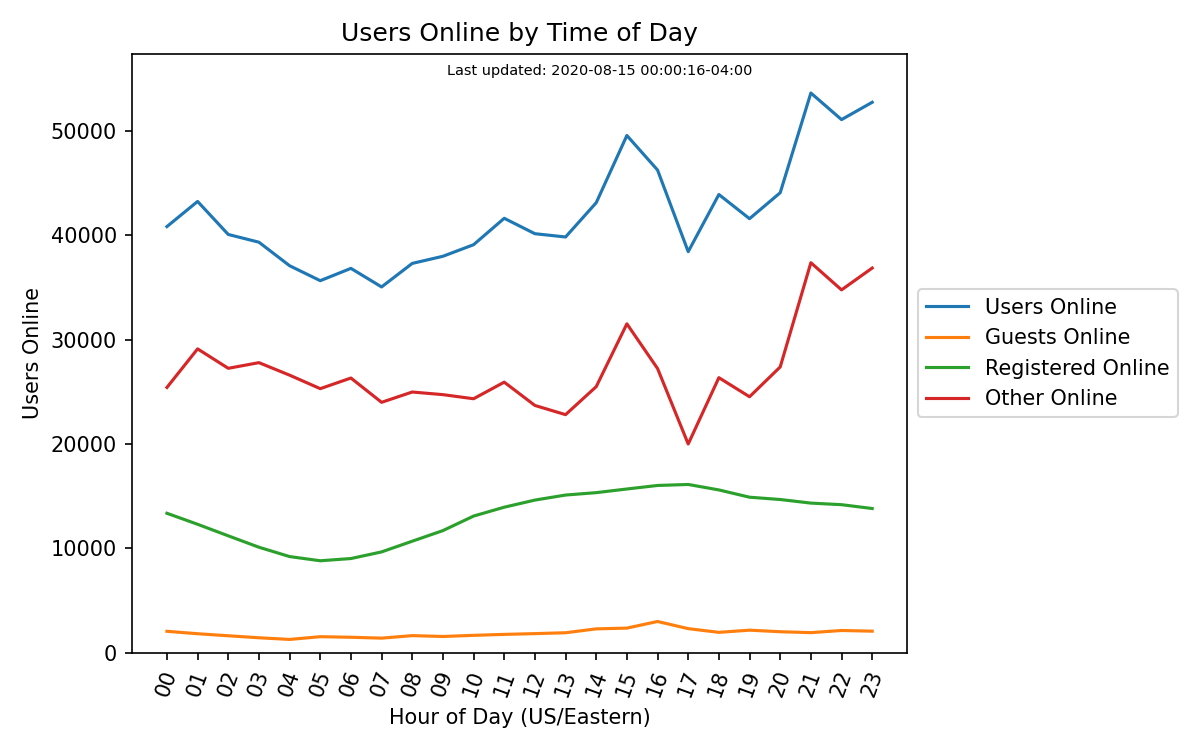 Users Online by Time of Day
Last updated: 2020-08-15 00:00:16-04:00
Users Online
50000
40000
30000
20000
10000
0
00 01 02 03 04 05 06 07 08 09 10 11 12 13 14 15 16 17 18 19 20 21 22 23
Hour of Day (US/Eastern)
Users Online
Guests Online
Registered Online
Other Online